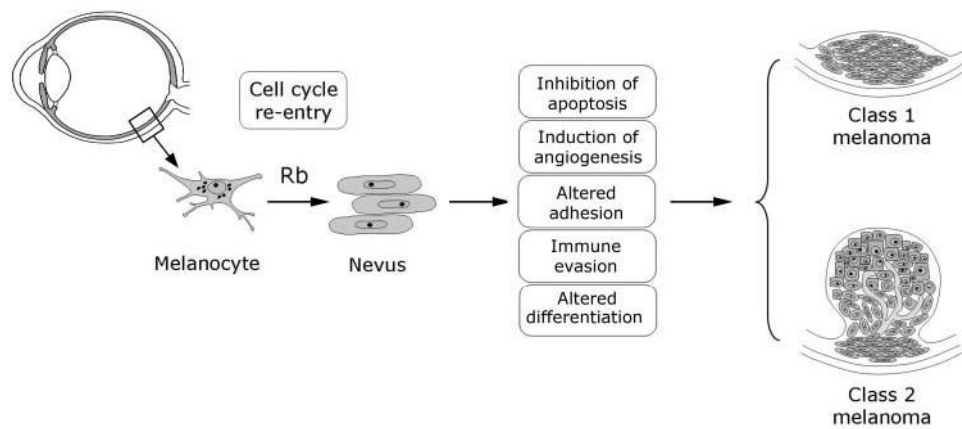 Cell cycle
re-entry
Rb
Melanocyte
Nevus
Inhibition of
apoptosis
Induction of
angiogenesis
Altered
adhesion
Immune
evasion
Altered
differentiation
Class 1
melanoma
Class 2
melanoma